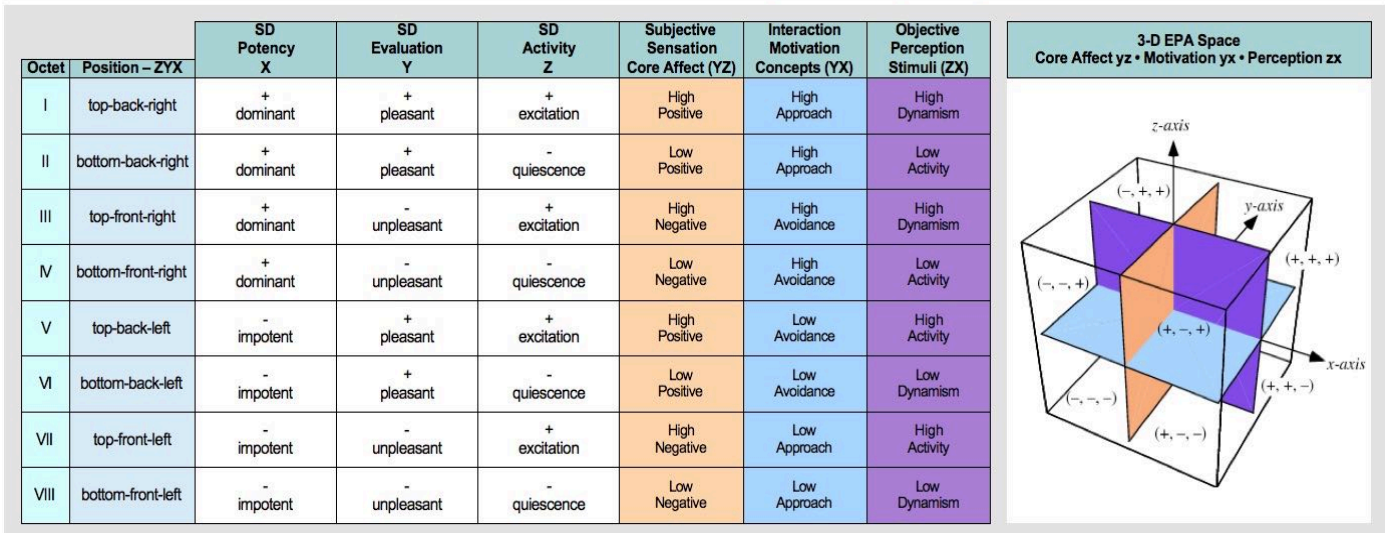 SD
Potency
X
SD
Evaluation
Y
SD
Activity
Z
Subjective
Sensation
Core Affect (YZ)
Interaction
Motivation
Concepts (YX)
Objective
Perception
Stimuli (ZX)
Octet
Position – ZYX
I
top-back-right
+
dominant
+
pleasant
+
excitation
High
Positive
High
Approach
High
Dynamism
II
bottom-back-right
+
dominant
+
pleasant
-
quiescence
Low
Positive
High
Approach
Low
Activity
III
top-front-right
+
dominant
-
unpleasant
+
excitation
High
Negative
High
Avoidance
High
Dynamism
IV
bottom-front-right
+
dominant
-
unpleasant
-
quiescence
Low
Negative
High
Avoidance
Low
Activity
V
top-back-left
-
impotent
+
pleasant
+
excitation
High
Positive
Low
Avoidance
High
Activity
VI
bottom-back-left
-
impotent
+
pleasant
-
quiescence
Low
Positive
Low
Avoidance
Low
Dynamism
VII
top-front-left
-
impotent
-
unpleasant
+
excitation
High
Negative
Low
Approach
High
Activity
VIII
bottom-front-left
-
impotent
-
unpleasant
-
quiescence
Low
Negative
Low
Approach
Low
Dynamism
3-D EPA Space
Core Affect yz • Motivation yx • Perception zx
z-axis
(–, +, +)
y-axis
(+, +, +)
(–, –, +)
(+, –, +)
x-axis
(+, +, –)
(–, –, –)
(+, –, –)